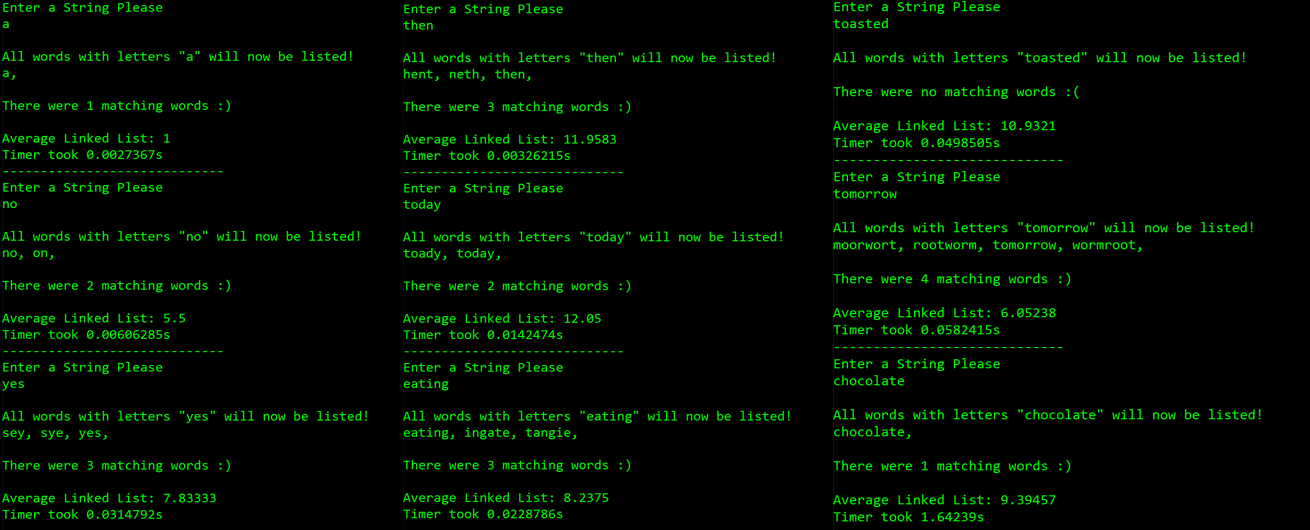 Enter a String Please
a
All words with letters "a" will now be listed!
a,
There were 1 matching words :)
Average Linked List: 1
Timer took 0.0027367s
-----------------------------
Enter a String Please
no
All words with letters "no" will now be listed!
no, on,
There were 2 matching words :)
Average Linked List: 5.5
Timer took 0.00606285s
-----------------------------
Enter a String Please
yes
All words with letters "yes" will now be listed!
sey, sye, yes,
There were 3 matching words :)
Average Linked List: 7.83333
Timer took 0.0314792s
Enter a String Please
then
All words with letters "then" will now be listed!
hent, neth, then,
There were 3 matching words :)
Average Linked List: 11.9583
Timer took 0.00326215s
-----------------------------
Enter a String Please
today
All words with letters "today" will now be listed!
toady, today,
There were 2 matching words :)
Average Linked List: 12.05
Timer took 0.0142474s
-----------------------------
Enter a String Please
eating
All words with letters "eating" will now be listed!
eating, ingate, tangie,
There were 3 matching words :)
Average Linked List: 8.2375
Timer took 0.0228786s
Enter a String Please
toasted
All words with letters "toasted" will now be listed!
There were no matching words :(
Average Linked List: 10.9321
Timer took 0.0498505s
-----------------------------
Enter a String Please
tomorrow
All words with letters "tomorrow" will now be listed!
moorwort, rootworm, tomorrow, wormroot,
There were 4 matching words :)
Average Linked List: 6.05238
Timer took 0.0582415s
-----------------------------
Enter a String Please
chocolate
All words with letters "chocolate" will now be listed!
chocolate,
There were 1 matching words :)
Average Linked List: 9.39457
Timer took 1.64239s